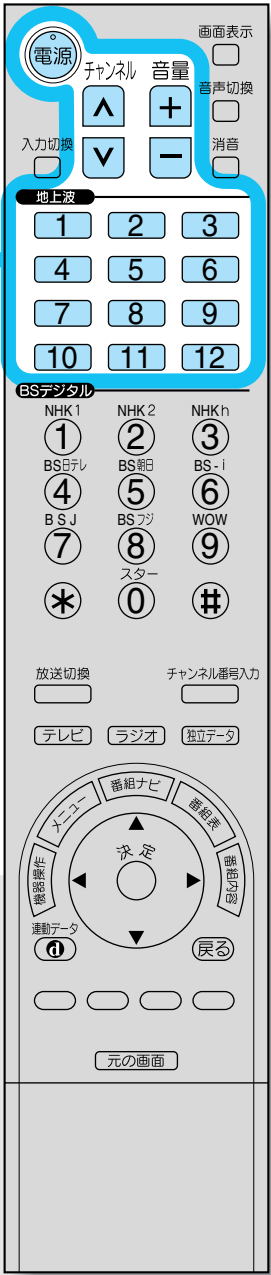 画面表示
電源 チャンネル 音量
音声切換
＋
入力切換 消音
－
地上波
1 2 3
4 5 6
7 8 9
10 11 12
BSデジタル
NHK1 NHK2 NHKh
1 2 3
BS日テレ BS朝日 BS-i
4 5 6
BSJ BSフジ WOW
7 8 9
スター
＊ 0 #
放送切換 チャンネル番号入力
テレビ ラジオ 独立データ
番組ナビ
メニュー 番組表
決定
機器操作 番組内容
連動データ
d 戻る
元の画面